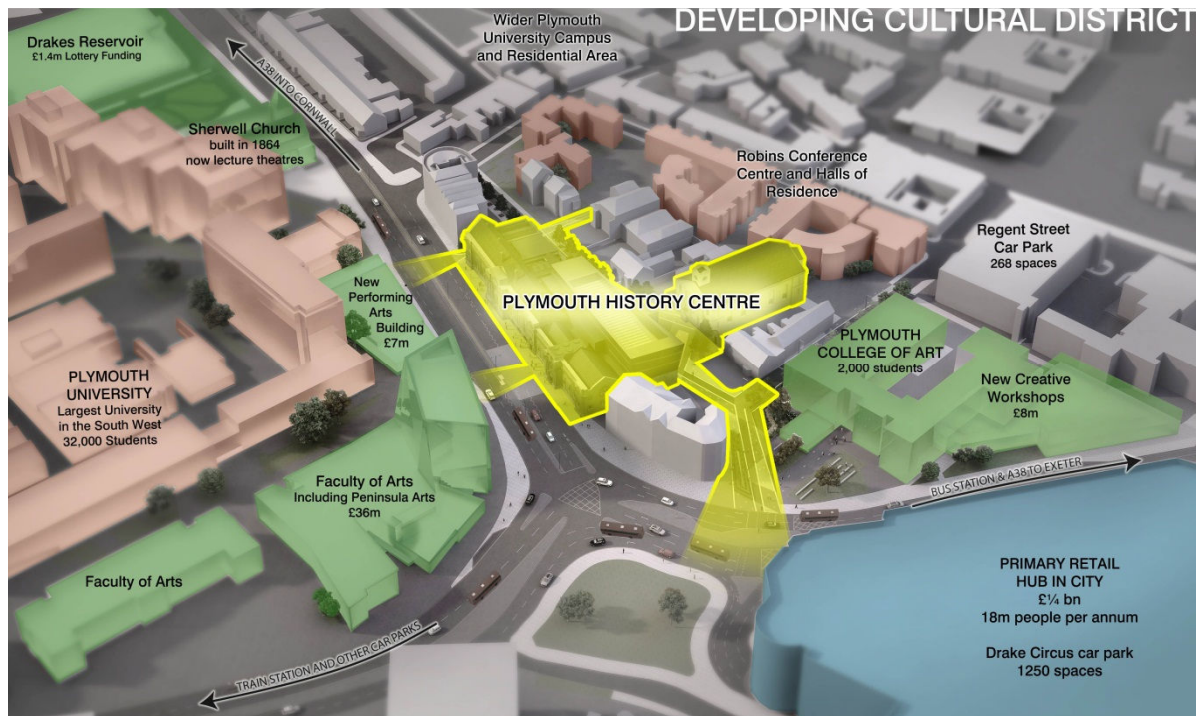 DEVELOPING CULTURAL DISTRICT
Drakes Reservoir
£1.4m Lottery Funding
A38 INTO CORNWALL
Wider Plymouth
University Campus
and Residential Area
Sherwell Church
built in 1864
now lecture theatres
Robins Conference
Centre and Halls of
Residence
Regent Street
Car Park
268 spaces
New
Performing
Arts
Building
£7m
PLYMOUTH HISTORY CENTRE
PLYMOUTH
COLLEGE OF ART
2,000 students
New Creative
Workshops
£8m
PLYMOUTH
UNIVERSITY
Largest University
in the South West
32,000 Students
Faculty of Arts
Including Peninsula Arts
£36m
BUS STATION & A38 TO EXETER
Faculty of Arts
PRIMARY RETAIL
HUB IN CITY
£¼ bn
18m people per annum
Drake Circus car park
1250 spaces
TRAIN STATION AND OTHER CAR PARKS